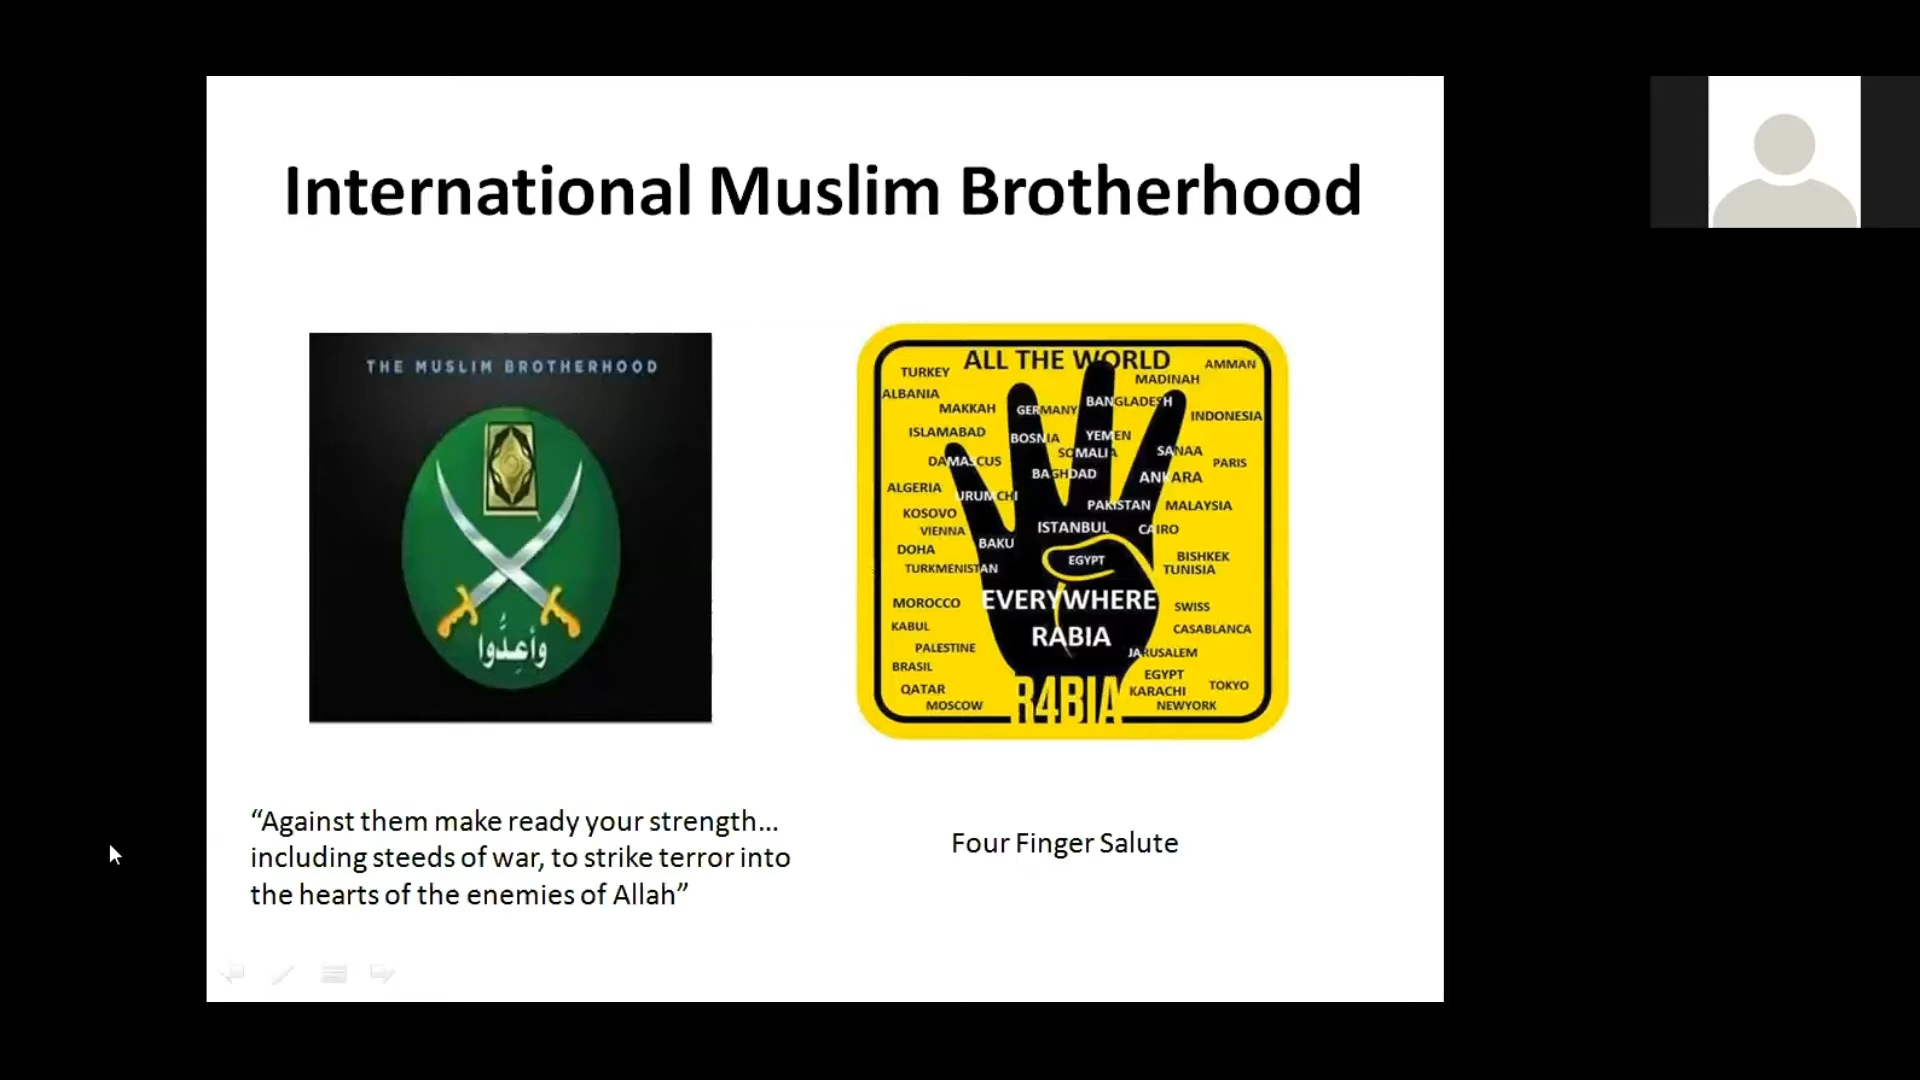 International Muslim Brotherhood
THE MUSLIM BROTHERHOOD
وأعِدُّوا
ALL THE WORLD
TURKEY
AMMAN
MADINAH
ALBANIA
MAKKAH
GERMANY
BANGLADESH
INDONESIA
ISLAMABAD
BOSNIA
YEMEN
SOMALIA
SANAA
DAMASCUS
PARIS
BAGHDAD
ANKARA
ALGERIA
URUMCHI
PAKISTAN
MALAYSIA
KOSOVO
ISTANBUL
CAIRO
VIENNA
BAKU
DOHA
EGYPT
BISHKEK
TURKMENISTAN
TUNISIA
MOROCCO
EVERYWHERE
SWISS
KABUL
RABIA
CASABLANCA
PALESTINE
JARUSALEM
BRASIL
EGYPT
QATAR
R4BIA
KARACHI
TOKYO
MOSCOW
NEWYORK
“Against them make ready your strength...
including steeds of war, to strike terror into
the hearts of the enemies of Allah”
Four Finger Salute